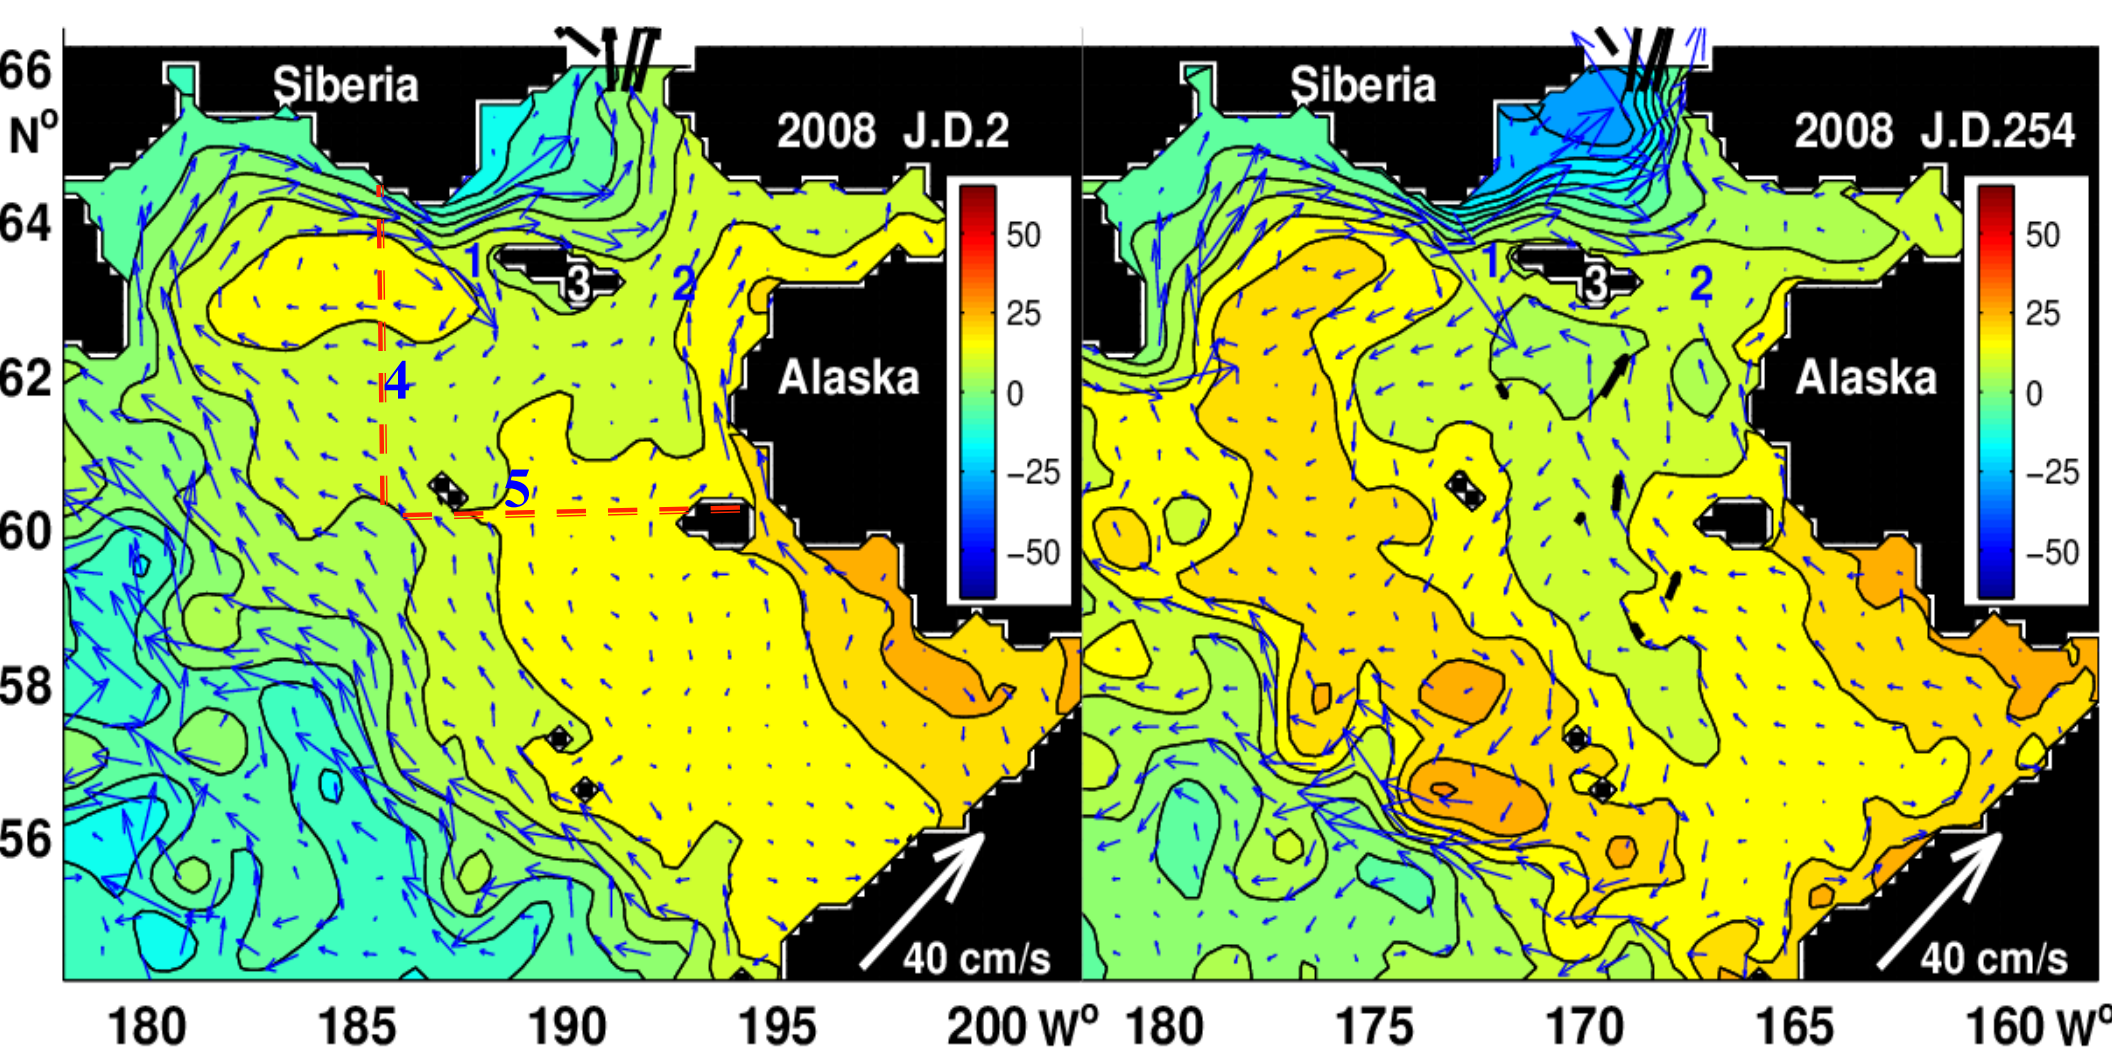 66
N°
64
62
60
58
56
Siberia
2008 J.D.2
50
25
0
−25
−50
1
2
3
4
5
Alaska
40 cm/s
180 185 190 195 200 W°
Siberia
2008 J.D.254
50
25
0
−25
−50
1
2
3
Alaska
40 cm/s
180 175 170 165 160 W°